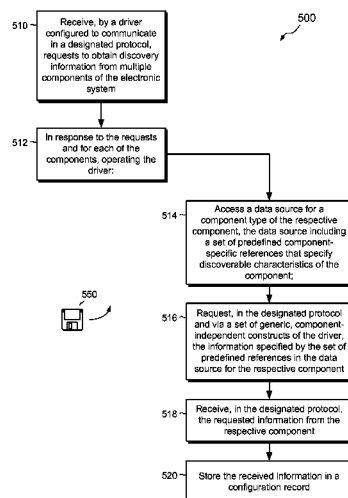 500
510
Receive, by a driver
configured to communicate
in a designated protocol,
requests to obtain discovery
information from multiple
components of the electronic
system
512
In response to the requests
and for each of the
components, operating the
driver:
514
Access a data source for a
component type of the respective
component, the data source including
a set of predefined component-
specific references that specify
discoverable characteristics of the
component;
550
516
Request, in the designated protocol
and via a set of generic, component-
independent constructs of the driver,
the information specified by the set of
predefined references in the data
source for the respective component
518
Receive, in the designated protocol,
the requested information from the
respective component
520
Store the received information in a
configuration record